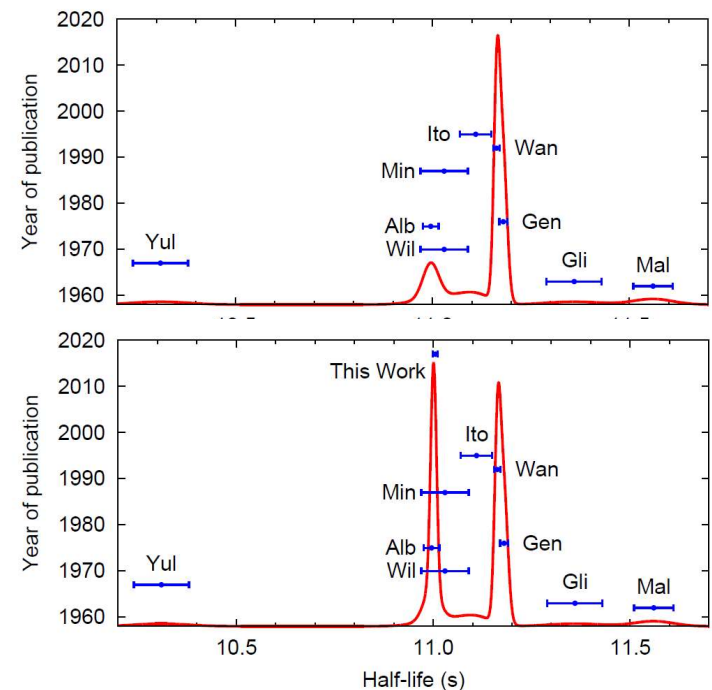 2020
2010
Ito
2000
Wan
1990
Min
1980
Alb
Gen
1970
Yul
Wil
Gli
Mal
1960
Year of publication
2020
This Work
2010
Ito
2000
Wan
1990
Min
1980
Alb
Gen
1970
Yul
Wil
Gli
Mal
1960
Year of publication
10.5
11.0
11.5
Half-life (s)